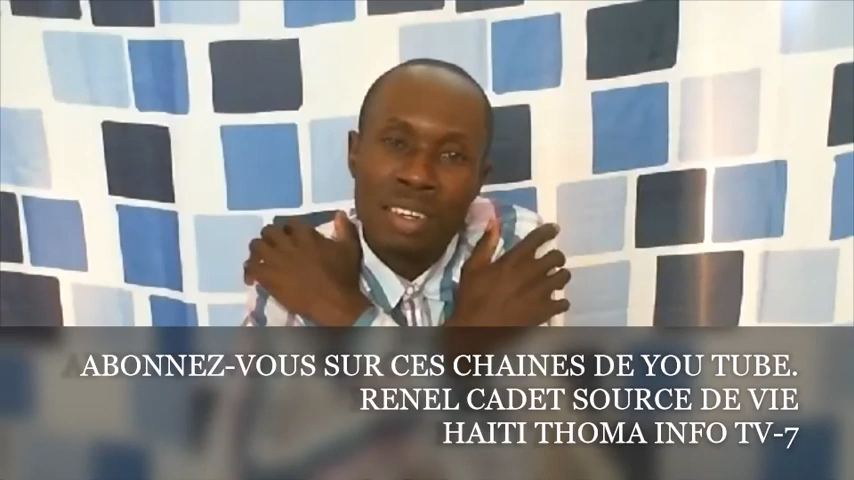 ABONNEZ-VOUS SUR CES CHAINES DE YOU TUBE.
RENEL CADET SOURCE DE VIE
HAITI THOMA INFO TV-7